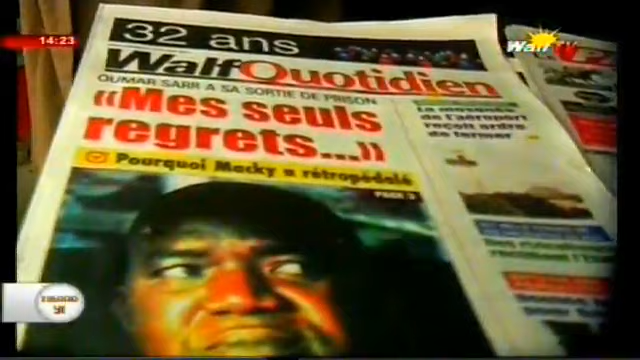 14:23
Walf TV
32 ans
WalfQuotidien
OUMAR SARR A SA SORTIE DE PRISON
«Mes seuls
regrets...»
Pourquoi Macky a rétropédalé
PAGE 3
La mosquée
de l'aéroport
reçoit ordre
de fermer